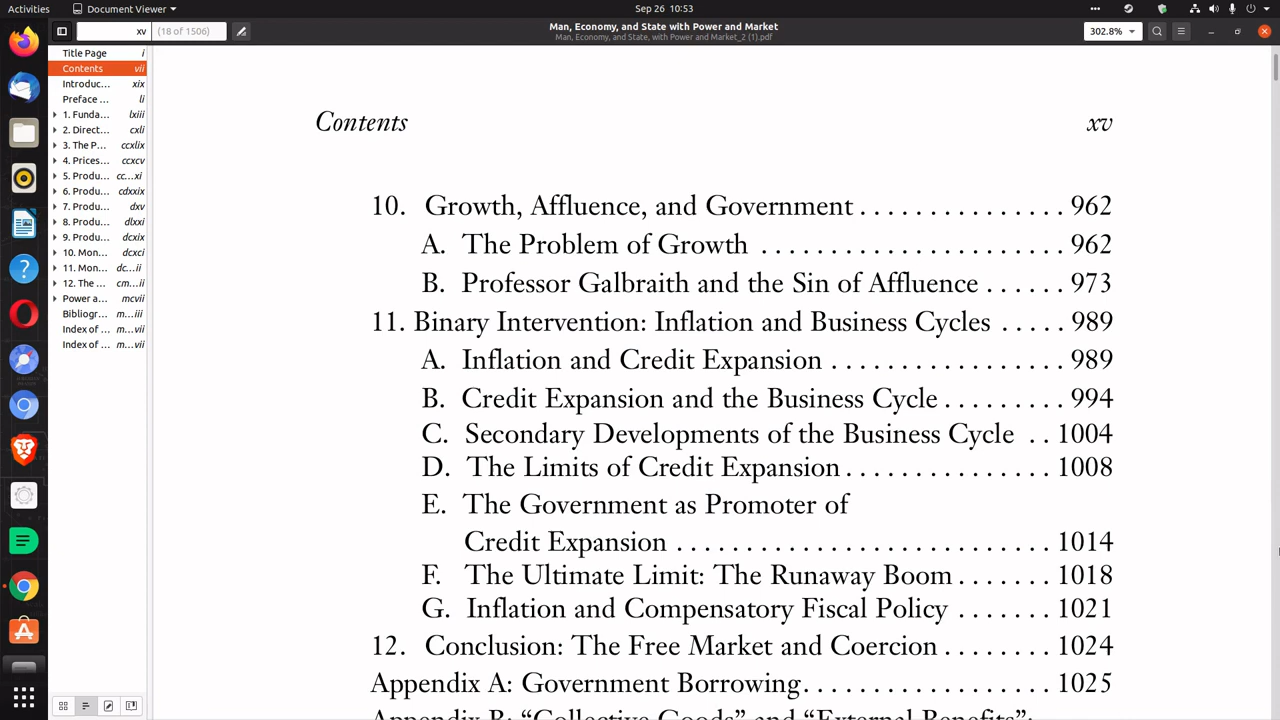 Activities
Document Viewer
Sep 26 10:53
xv
(18 of 1506)
Man, Economy, and State with Power and Market
Man, Economy, and State, with Power and Market_2 (1).pdf
302.8%
Title Page i
Contents vii
Introduc... xix
Preface ... li
1. Funda... lxiii
2. Direct... cxli
3. The P... ccxlix
4. Prices... ccxcv
5. Produ... cc...xi
6. Produ... cdxxix
7. Produ... dxv
8. Produ... dlxxi
9. Produ... dcxix
10. Mon... dcxci
11. Mon... dc...ii
12. The ... cm...ii
Power a... mcvii
Bibliogr... m...iii
Index of ... m...vii
Index of ... m...vii
Contents xv
10. Growth, Affluence, and Government . . . . . . . . . . . . . . . 962
A. The Problem of Growth . . . . . . . . . . . . . . . . . . . . . . 962
B. Professor Galbraith and the Sin of Affluence . . . . . . 973
11. Binary Intervention: Inflation and Business Cycles . . . . . 989
A. Inflation and Credit Expansion . . . . . . . . . . . . . . . . . 989
B. Credit Expansion and the Business Cycle . . . . . . . . . 994
C. Secondary Developments of the Business Cycle . . 1004
D. The Limits of Credit Expansion . . . . . . . . . . . . . . . 1008
E. The Government as Promoter of
Credit Expansion . . . . . . . . . . . . . . . . . . . . . . . . . . . 1014
F. The Ultimate Limit: The Runaway Boom . . . . . . . 1018
G. Inflation and Compensatory Fiscal Policy . . . . . . . 1021
12. Conclusion: The Free Market and Coercion . . . . . . . . 1024
Appendix A: Government Borrowing. . . . . . . . . . . . . . . . . . 1025
Appendix B: “Collective Goods” and “External Benefits”: